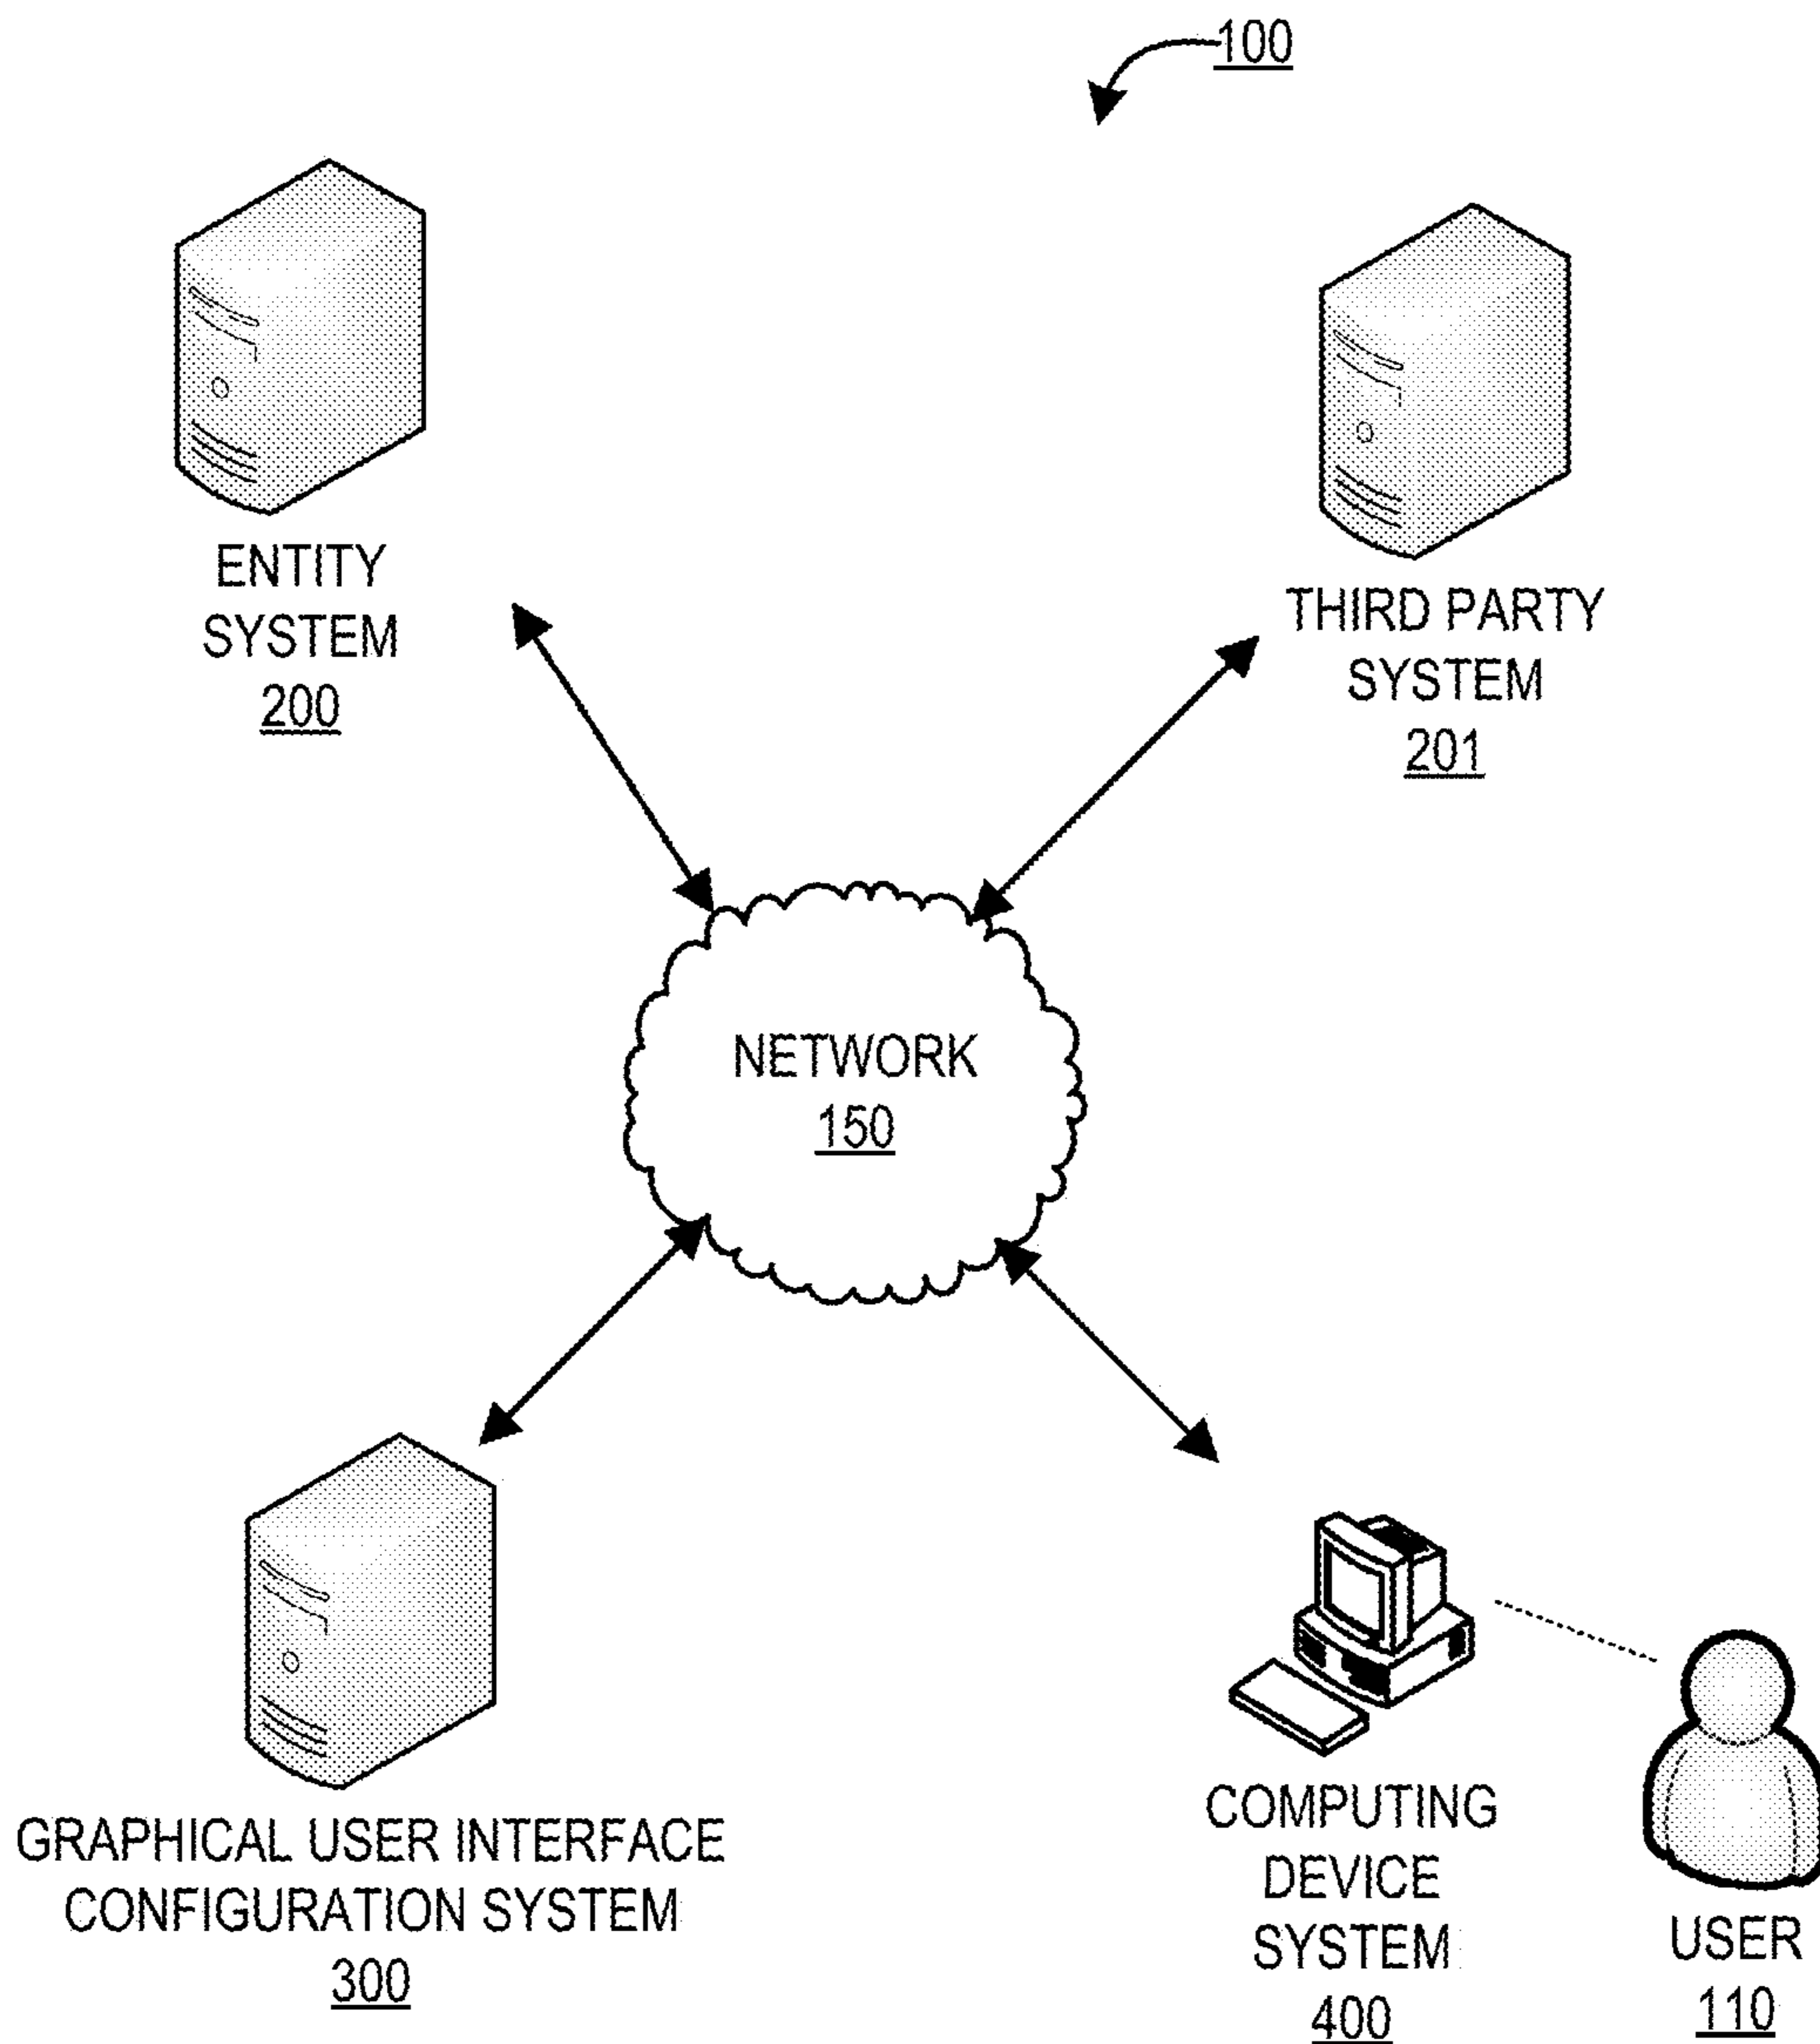 100
ENTITY
SYSTEM
200
THIRD PARTY
SYSTEM
201
NETWORK
150
GRAPHICAL USER INTERFACE
CONFIGURATION SYSTEM
300
COMPUTING
DEVICE
SYSTEM
400
USER
110